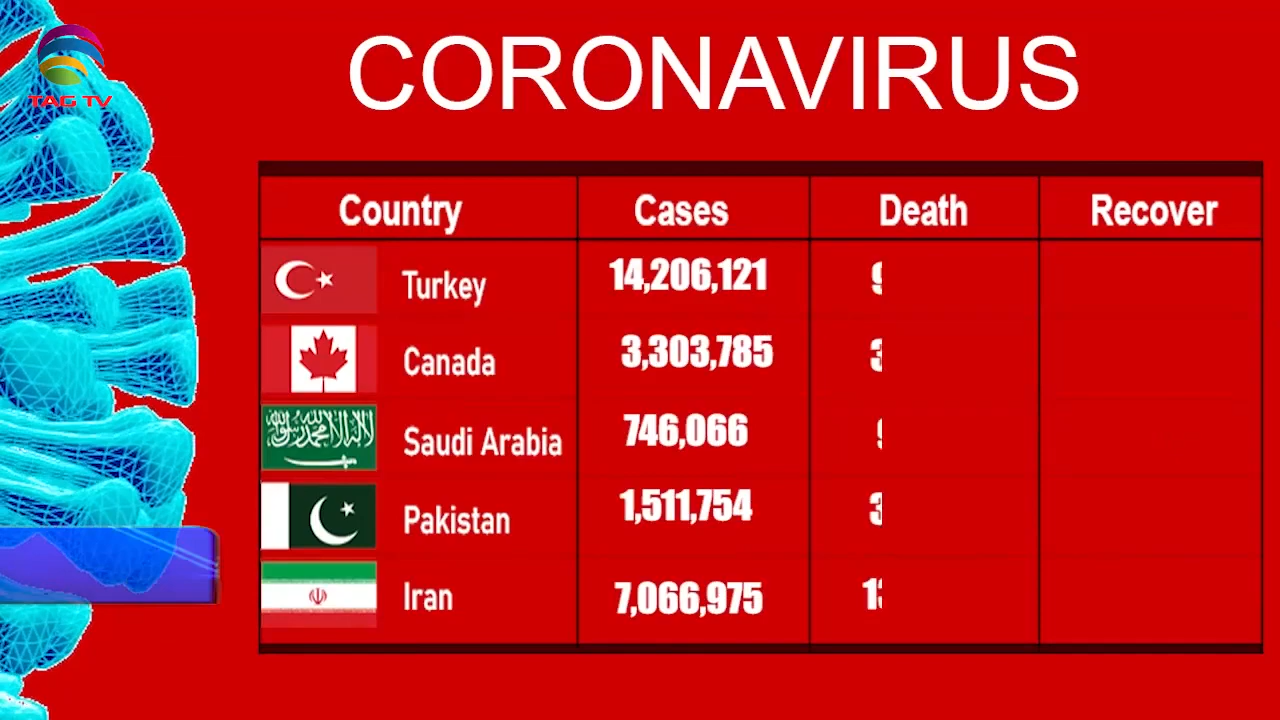 TAG TV
CORONAVIRUS
Country Cases Death Recover
Turkey 14,206,121
Canada 3,303,785
Saudi Arabia 746,066
Pakistan 1,511,754
Iran 7,066,975